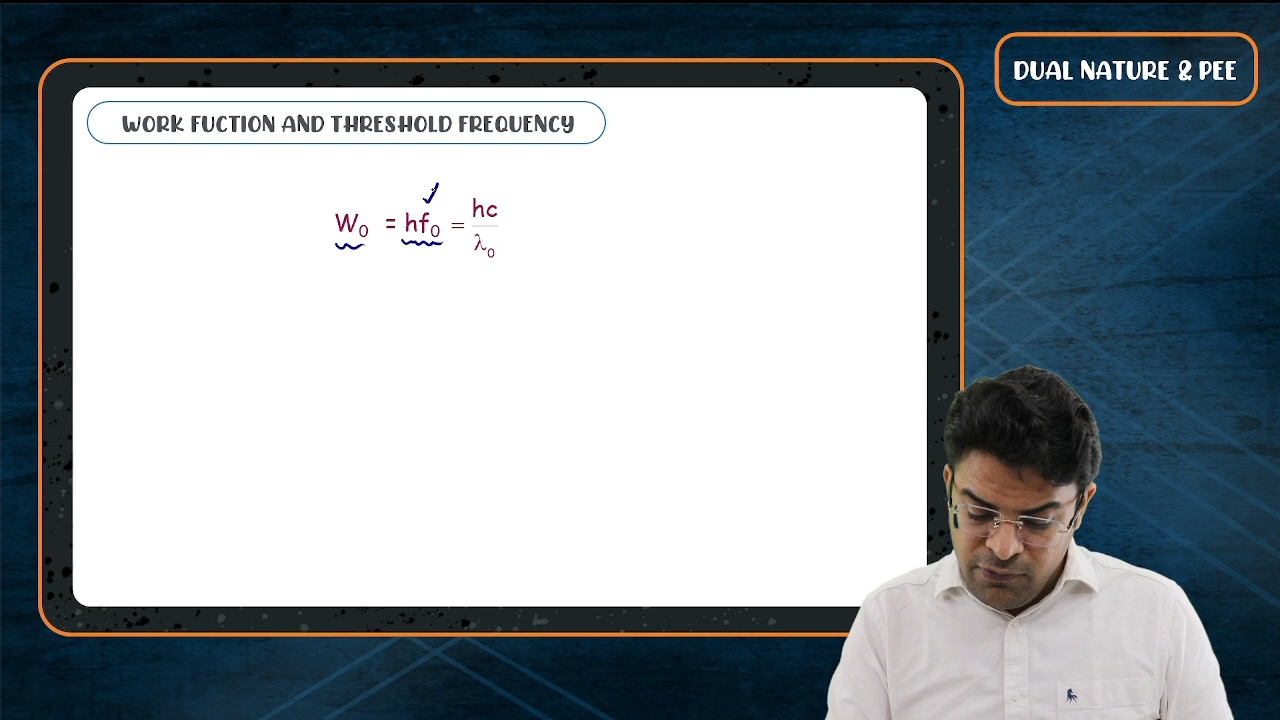 DUAL NATURE & PEE
WORK FUCTION AND THRESHOLD FREQUENCY
W₀ = hf₀ = hc/λ₀